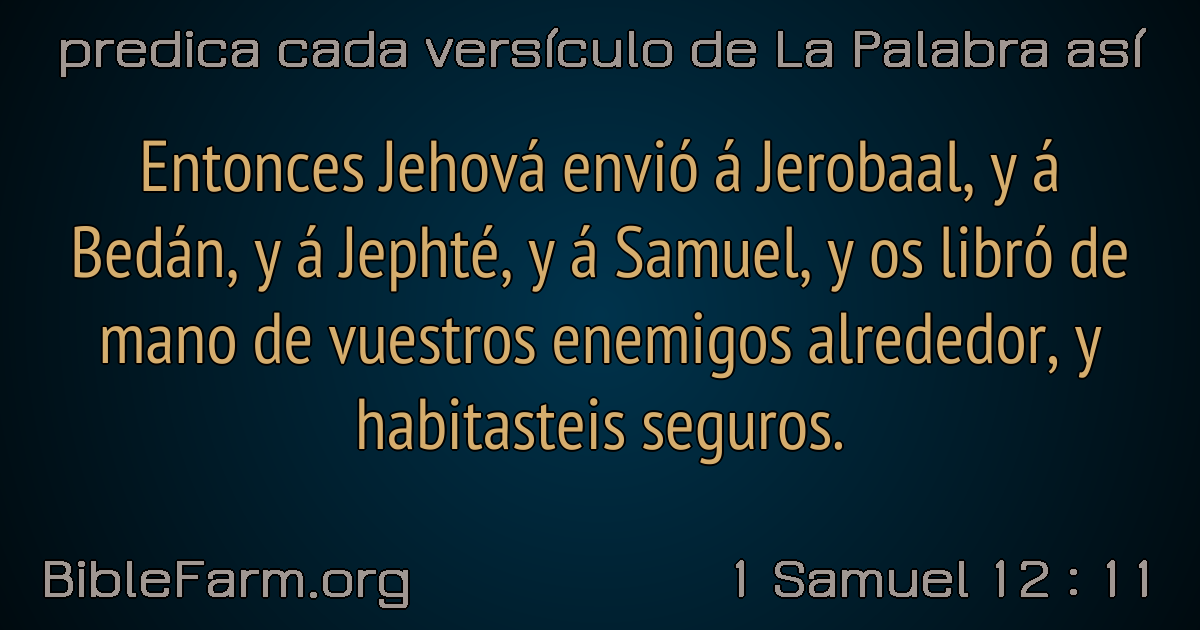 predica cada versículo de La Palabra así
Entonces Jehová envió á Jerobaal, y á
Bedán, y á Jephté, y á Samuel, y os libró de
mano de vuestros enemigos alrededor, y
habitasteis seguros.
BibleFarm.org
1 Samuel 12 : 11